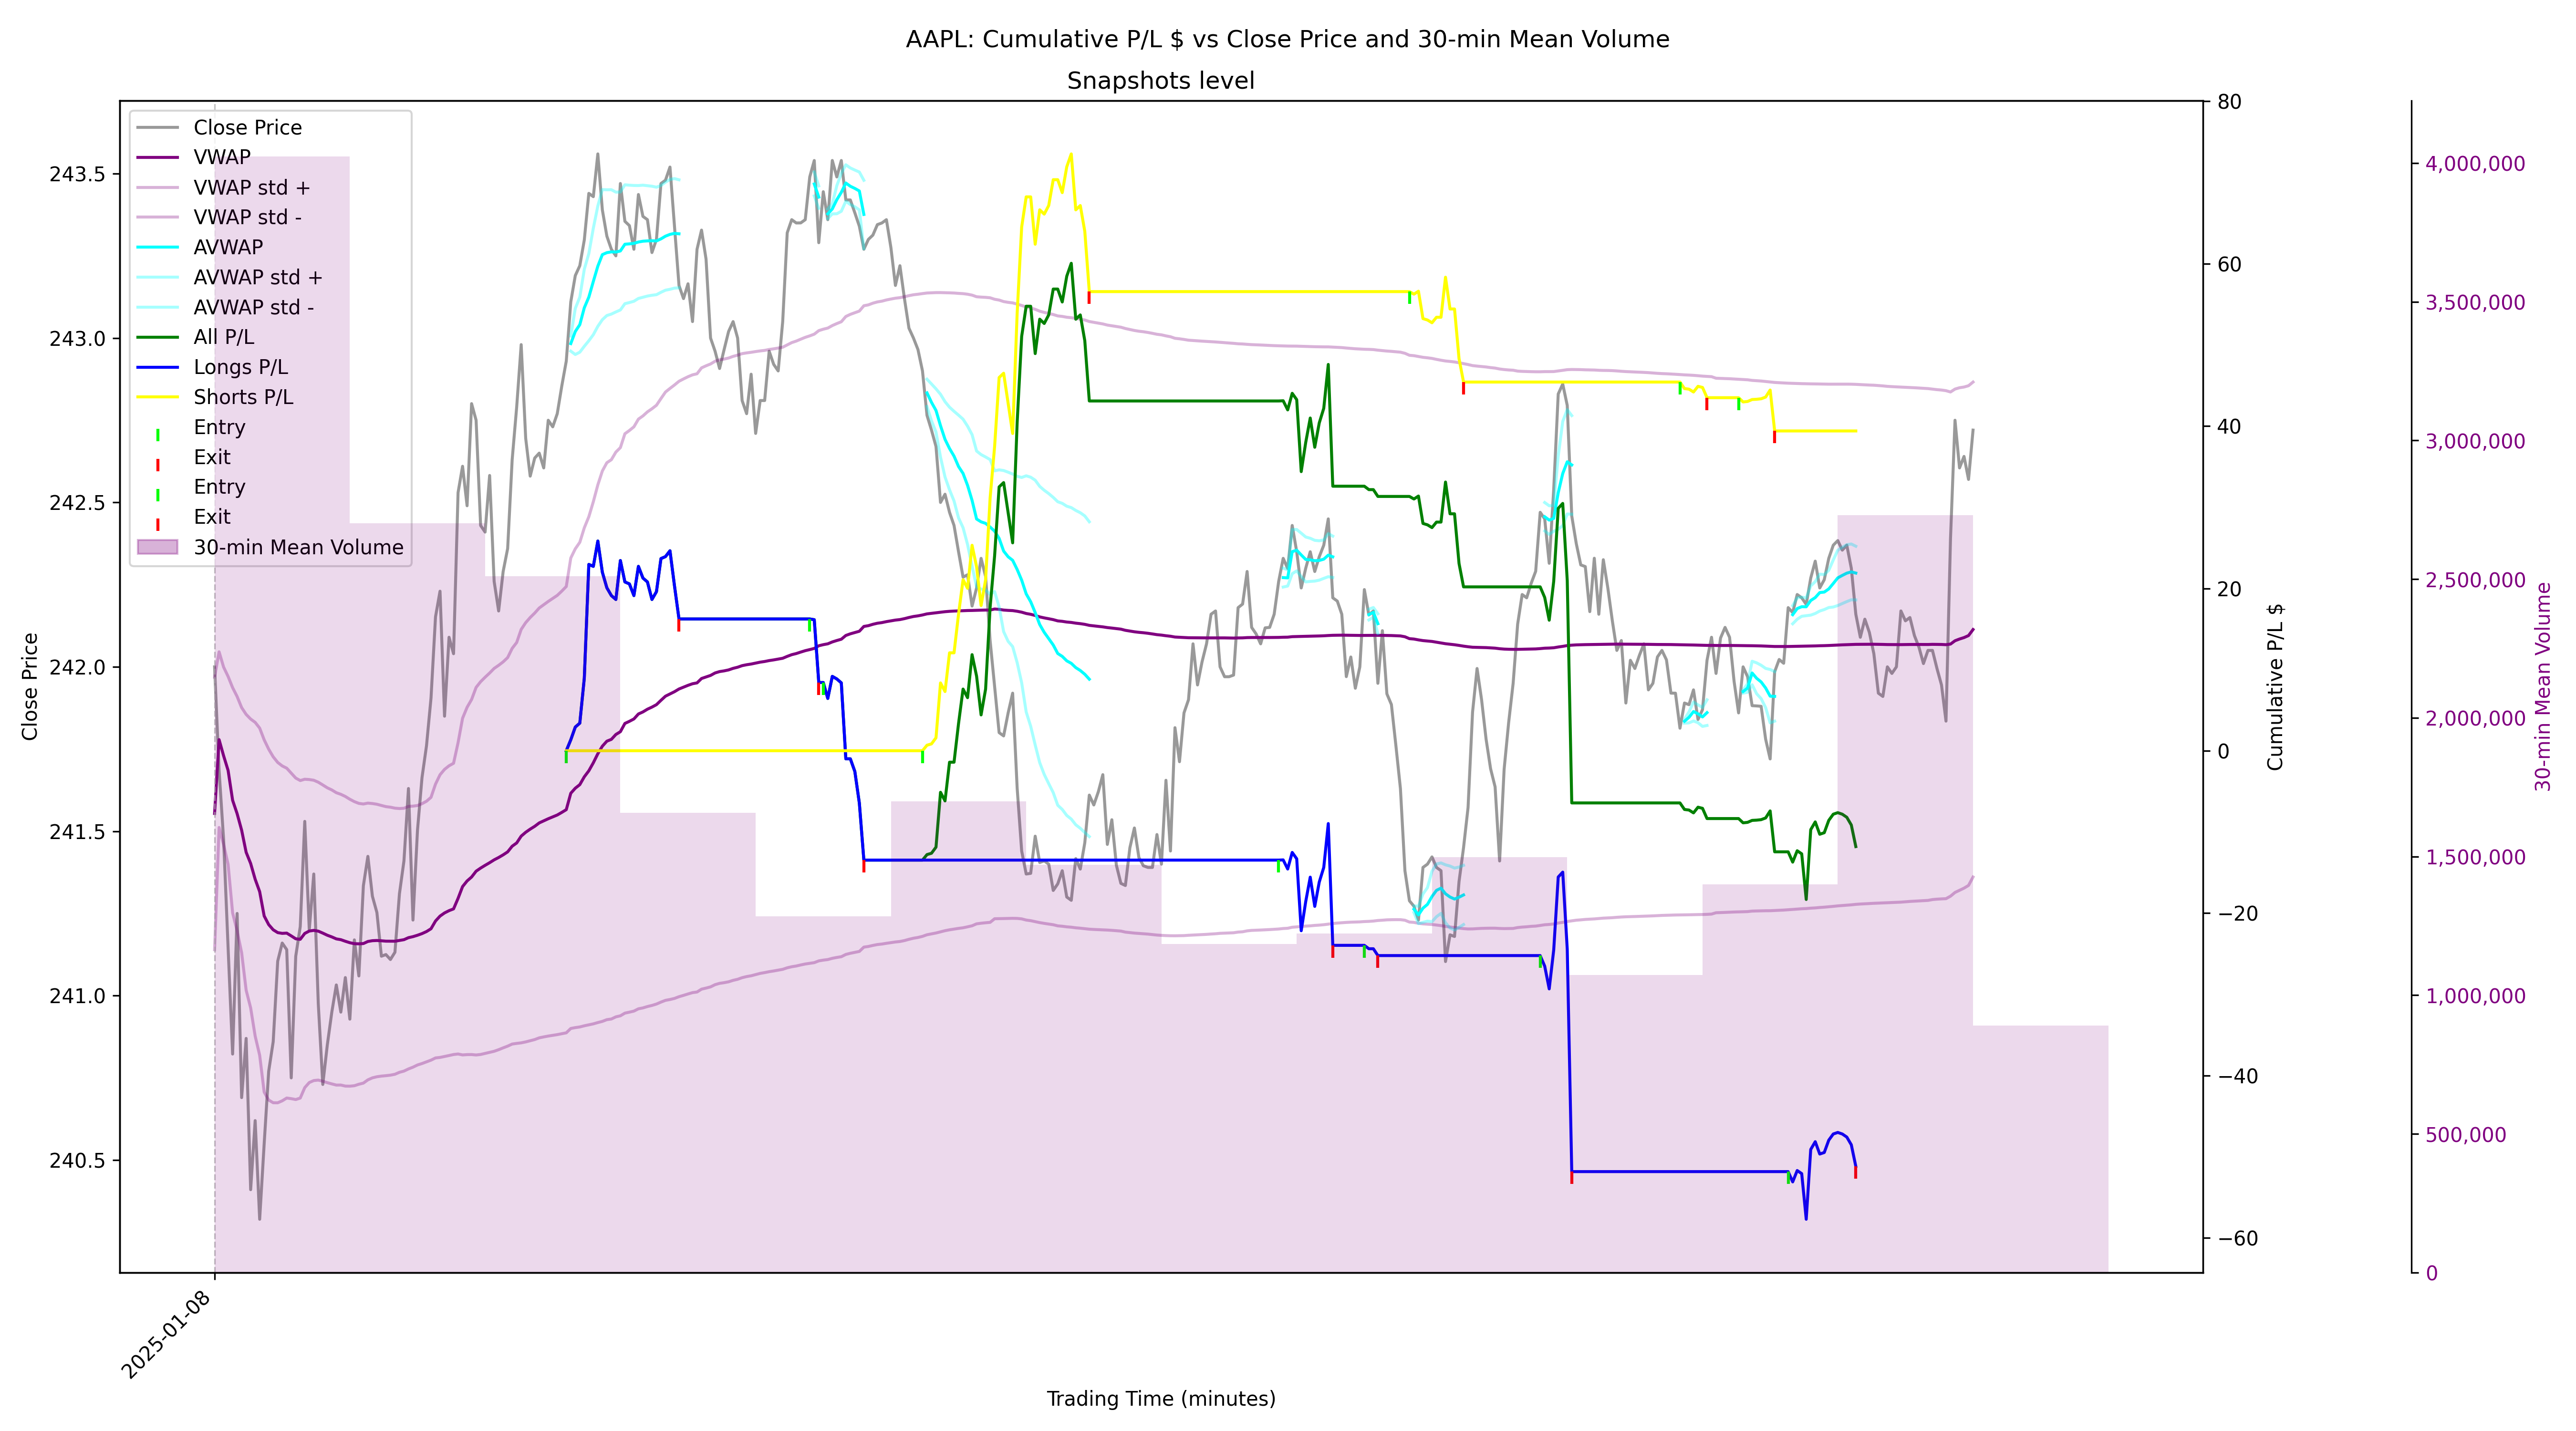 AAPL: Cumulative P/L $ vs Close Price and 30-min Mean Volume
Snapshots level
Close Price
VWAP
VWAP std +
VWAP std -
AVWAP
AVWAP std +
AVWAP std -
All P/L
Longs P/L
Shorts P/L
Entry
Exit
Entry
Exit
30-min Mean Volume
243.5
243.0
242.5
242.0
241.5
241.0
240.5
Close Price
80
60
40
20
0
−20
−40
−60
Cumulative P/L $
4,000,000
3,500,000
3,000,000
2,500,000
2,000,000
1,500,000
1,000,000
500,000
0
30-min Mean Volume
2025-01-08
Trading Time (minutes)